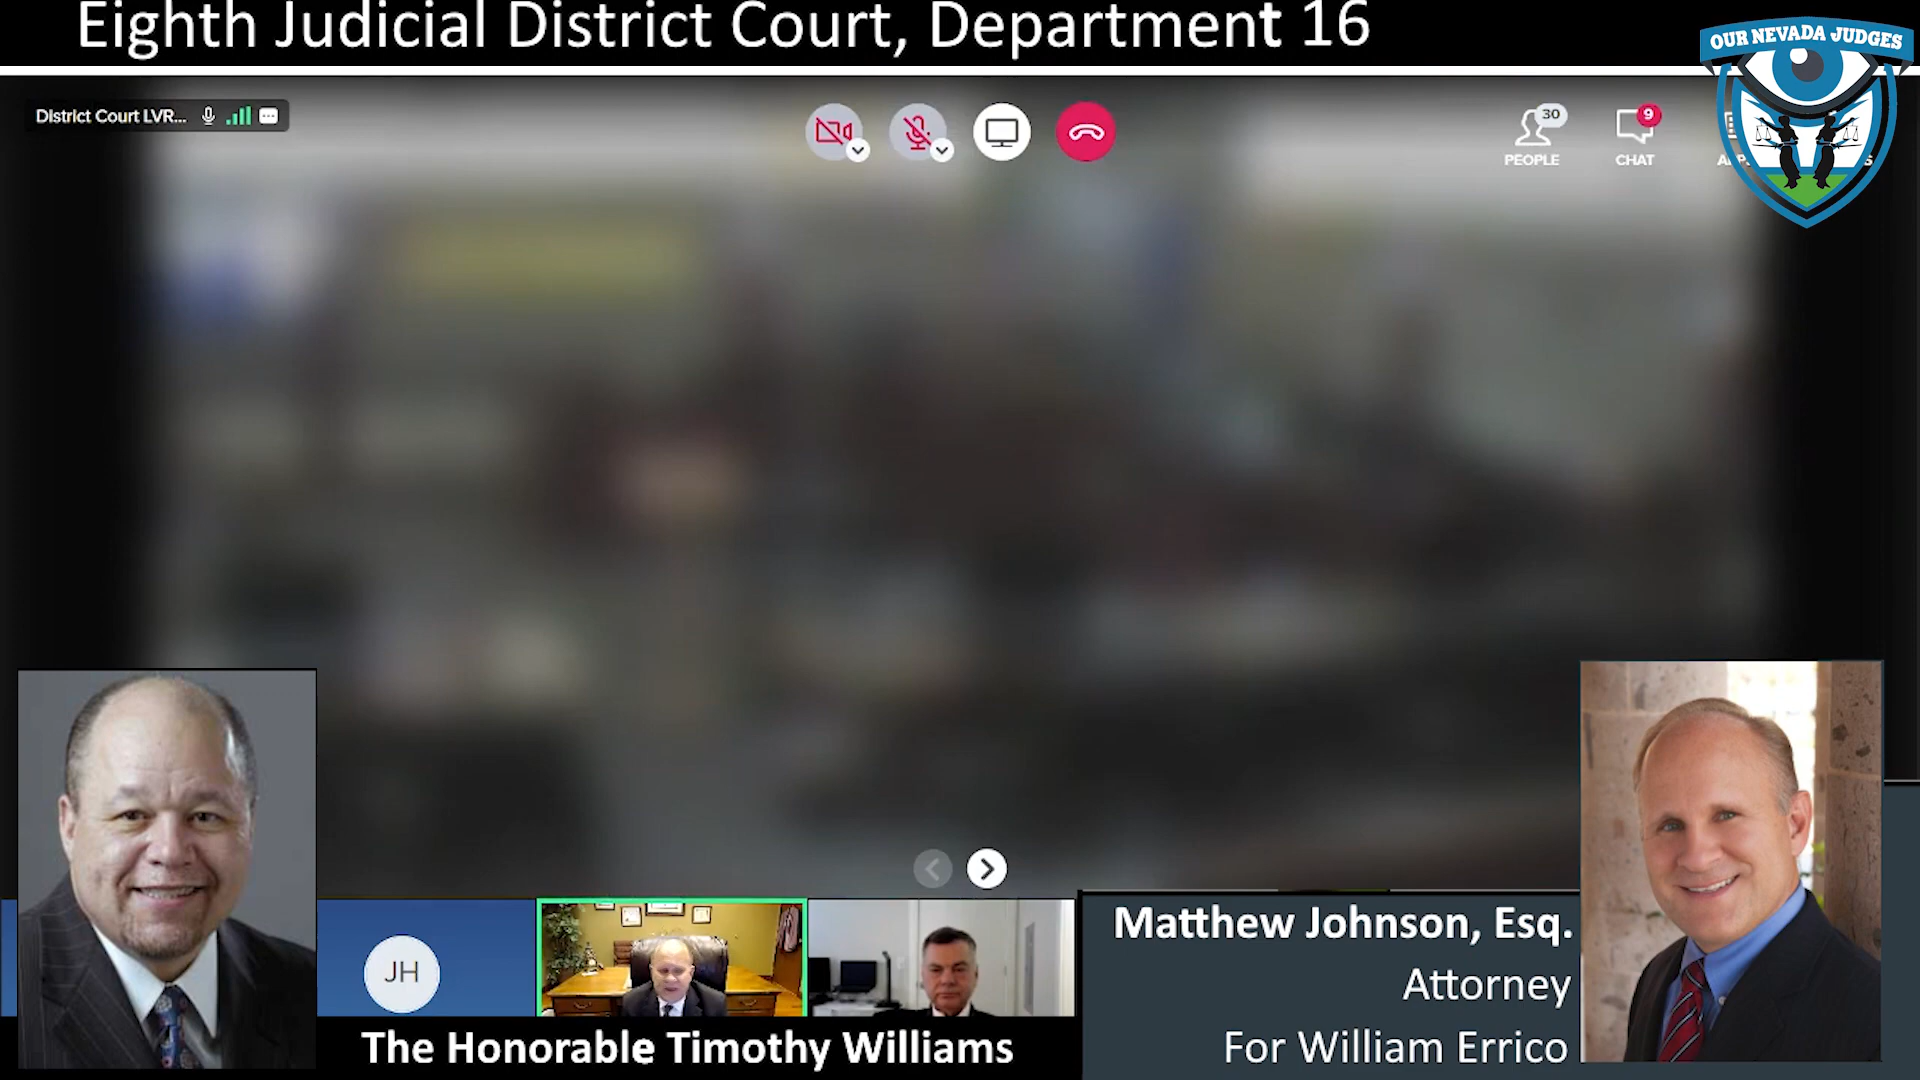 Eighth Judicial District Court, Department 16
OUR NEVADA JUDGES
District Court LVR...
30
PEOPLE
9
CHAT
JH
The Honorable Timothy Williams
Matthew Johnson, Esq.
Attorney
For William Errico